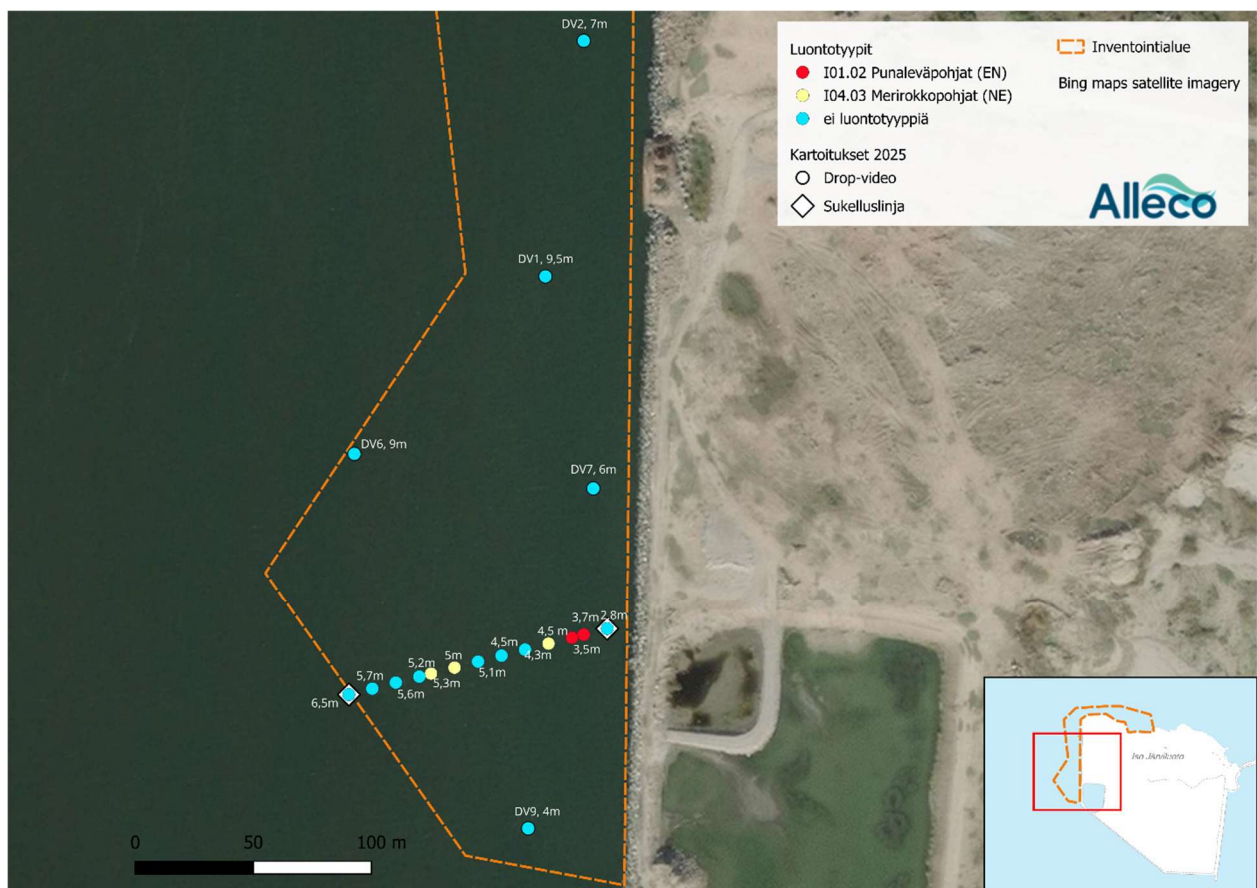 DV2, 7m
Luontotyypit
I01.02 Punaleväpohjat (EN)
I04.03 Merirokkopohjat (NE)
ei luontotyyppiä
Kartoitukset 2025
Drop-video
Sukelluslinja
Inventointialue
Bing maps satellite imagery
Alleco
DV1, 9,5m
DV6, 9m
DV7, 6m
3,7m
2,8m
4,5 m
3,5m
4,5m
4,3m
5m
5,1m
5,2m
5,3m
5,7m
5,6m
6,5m
DV9, 4m
0 50 100 m
Iso Järviluoto